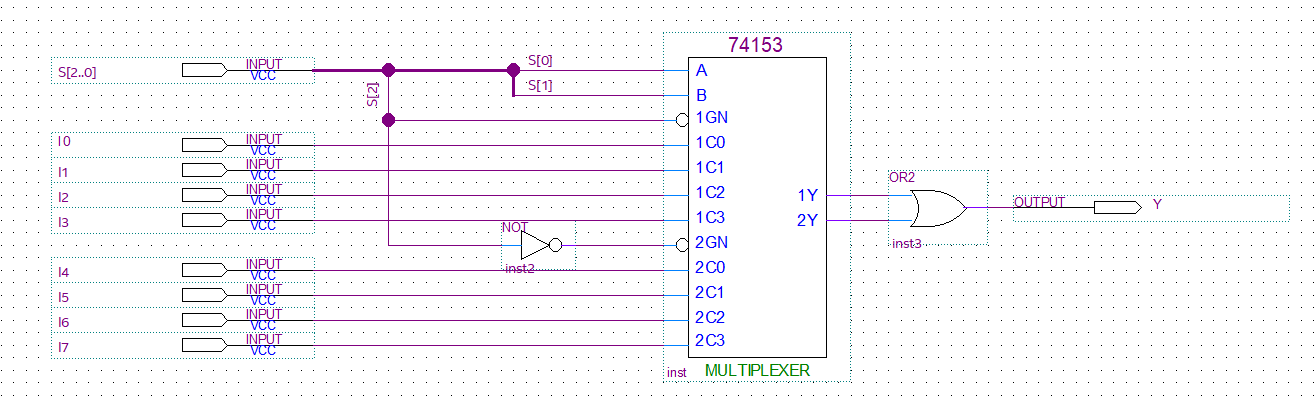 74153
S[2..0] INPUT VCC
S[0]
S[1]
S[2]
A
B
1GN
1C0
1C1
1C2
1C3
2GN
2C0
2C1
2C2
2C3
1Y
2Y
I0 INPUT VCC
I1 INPUT VCC
I2 INPUT VCC
I3 INPUT VCC
NOT
inst2
I4 INPUT VCC
I5 INPUT VCC
I6 INPUT VCC
I7 INPUT VCC
inst MULTIPLEXER
OR2
inst3
OUTPUT Y